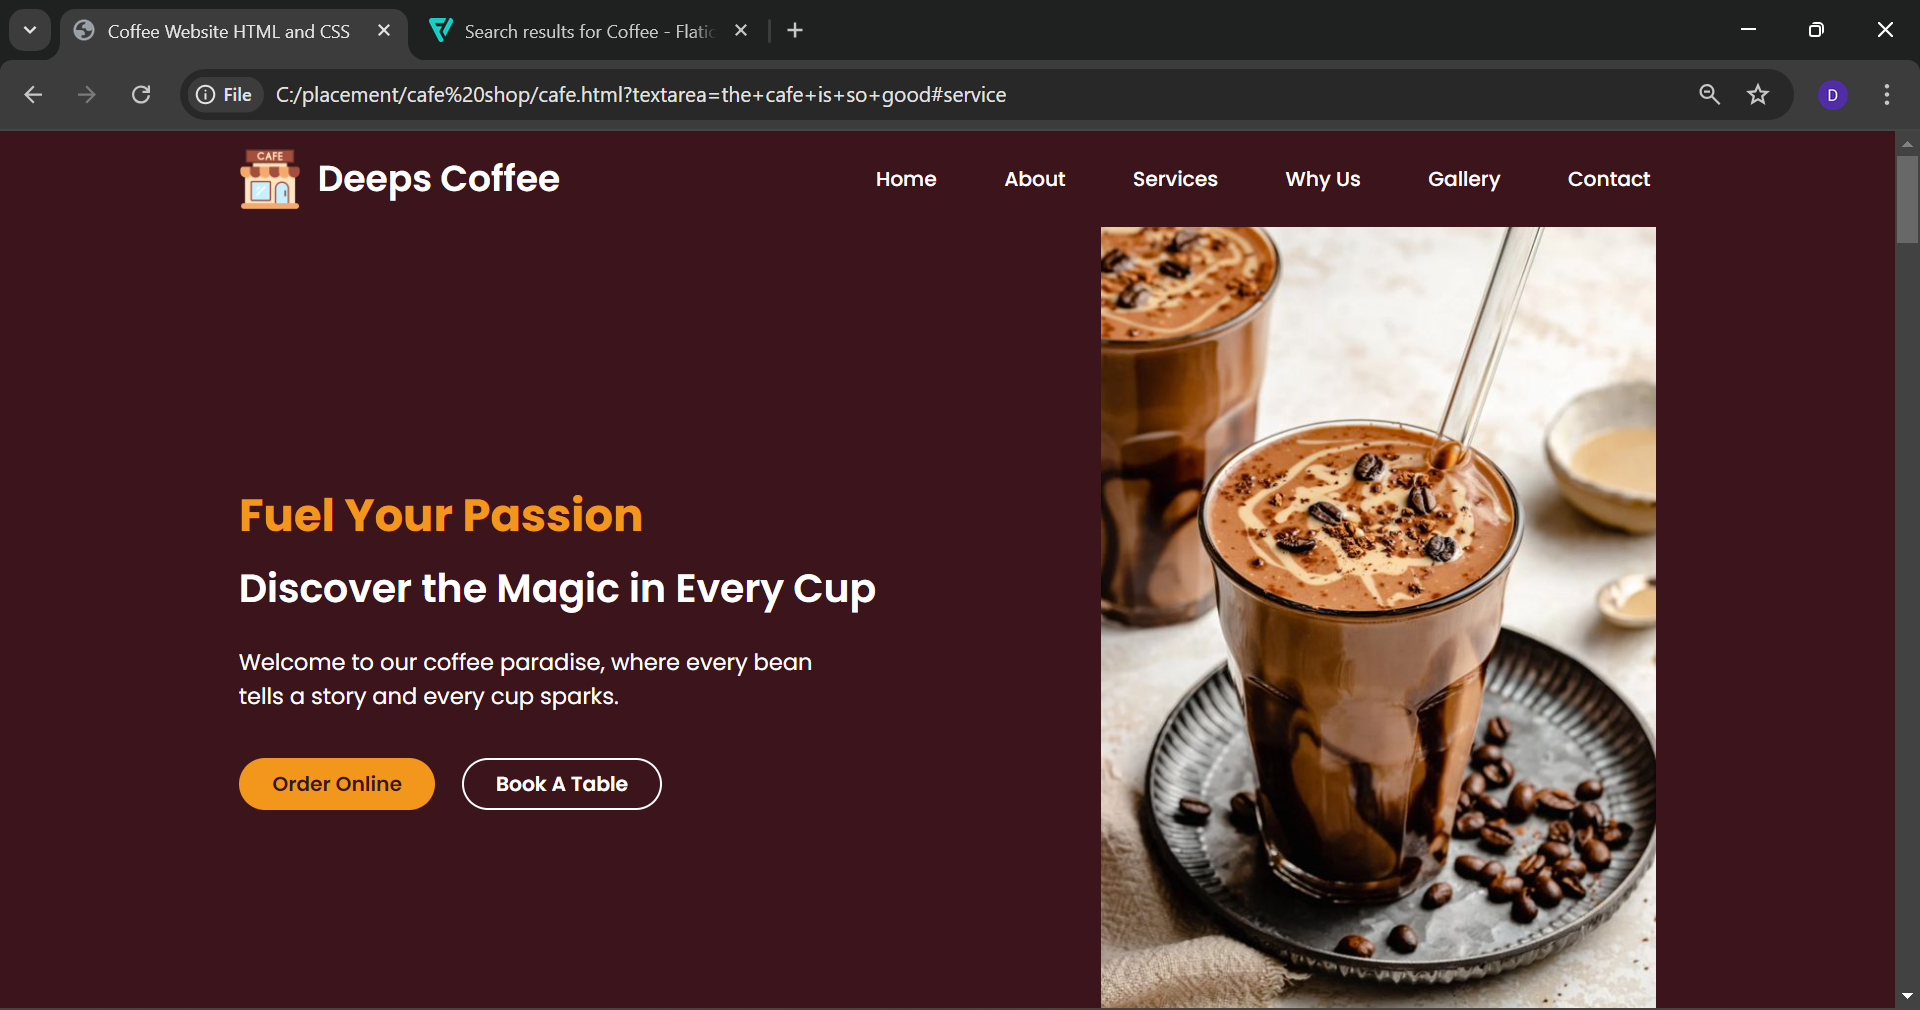 Coffee Website HTML and CSS
Search results for Coffee - Flatic
File
C:/placement/cafe%20shop/cafe.html?textarea=the+cafe+is+so+good#service
D
CAFE
Deeps Coffee
Home
About
Services
Why Us
Gallery
Contact
Fuel Your Passion
Discover the Magic in Every Cup
Welcome to our coffee paradise, where every bean
tells a story and every cup sparks.
Order Online
Book A Table